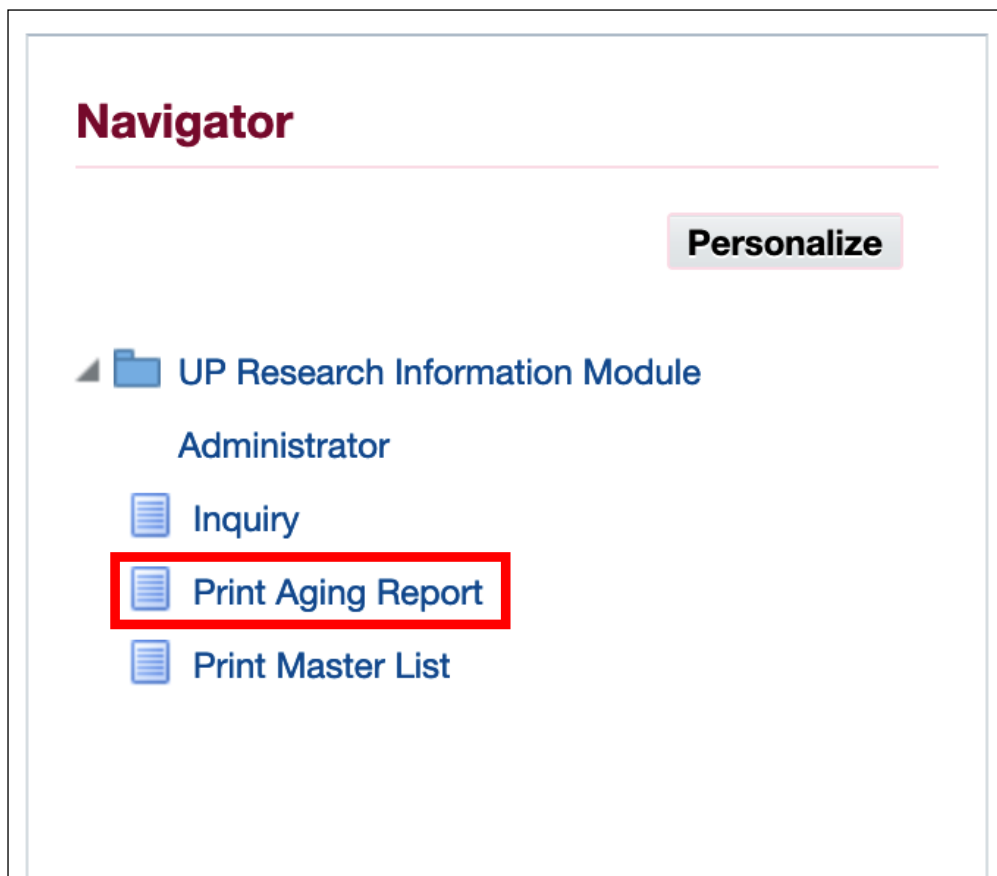 Navigator
Personalize
UP Research Information Module
Administrator
Inquiry
Print Aging Report
Print Master List